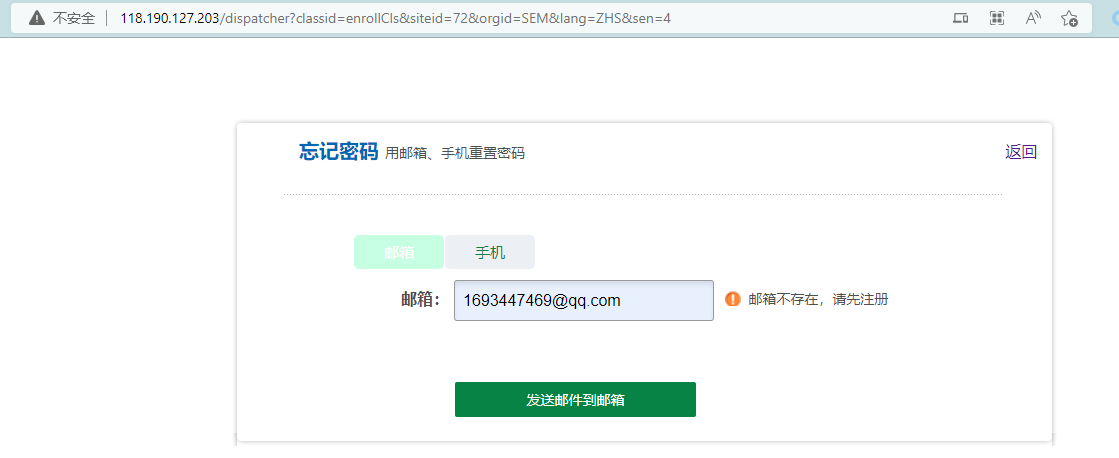 不安全 118.190.127.203/dispatcher?classid=enrollCls&siteid=72&orgid=SEM&lang=ZHS&sen=4
忘记密码 用邮箱、手机重置密码 返回
邮箱 手机
邮箱： 1693447469@qq.com 邮箱不存在，请先注册
发送邮件到邮箱